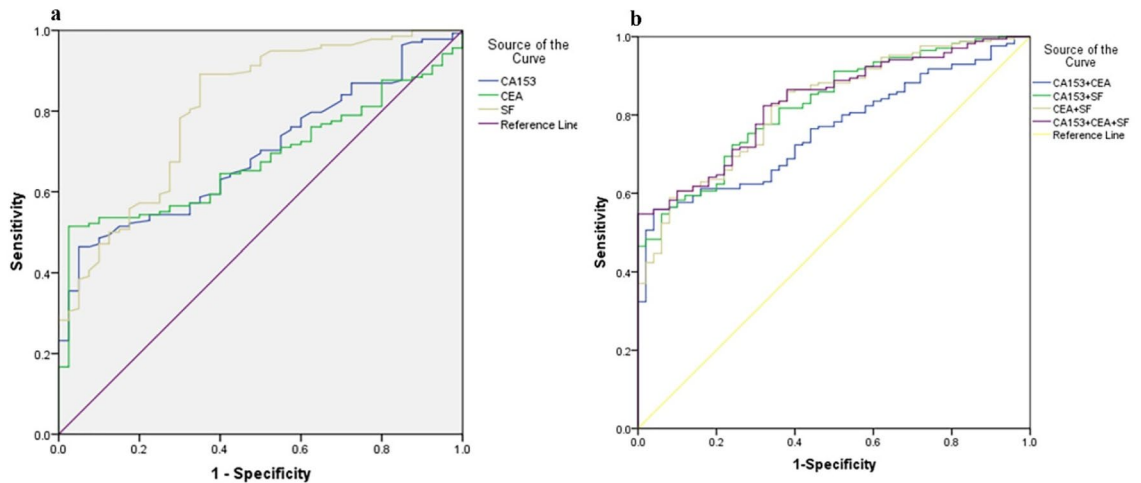 a
Source of the
Curve
CA153
CEA
SF
Reference Line
1.0
0.8
0.6
0.4
0.2
0.0
Sensitivity
0.0 0.2 0.4 0.6 0.8 1.0
1 - Specificity
b
Source of the
Curve
CA153+CEA
CA153+SF
CEA+SF
CA153+CEA+SF
Reference Line
1.0
0.8
0.6
0.4
0.2
0.0
Sensitivity
0.0 0.2 0.4 0.6 0.8 1.0
1-Specificity